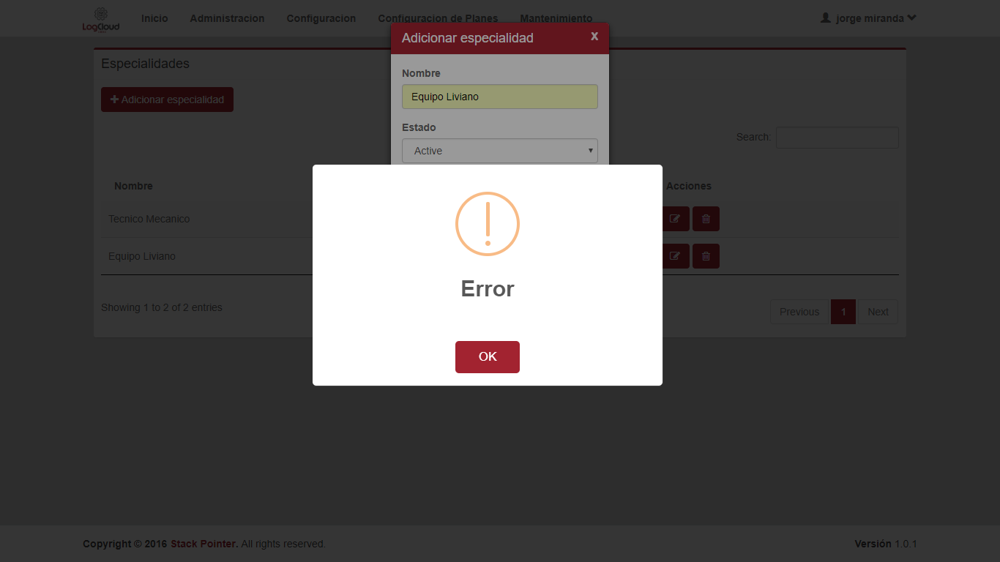 LogCloud Inicio Administracion Configuracion Configuracion de Planes Mantenimiento jorge miranda
Adicionar especialidad x
Especialidades
Nombre
Adicionar especialidad
Equipo Liviano
Estado
Search:
Active
Nombre Acciones
Tecnico Mecanico
Equipo Liviano
Error
Showing 1 to 2 of 2 entries
Previous 1 Next
OK
Copyright © 2016 Stack Pointer. All rights reserved. Versión 1.0.1